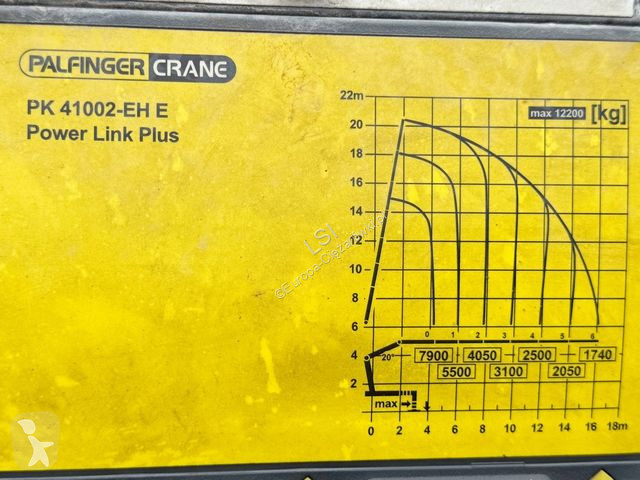 PALFINGER CRANE
PK 41002-EH E
Power Link Plus
22m
max 12200 [kg]
20
18
16
14
12
10
8
6
0 1 2 3 4 5 6
4
20°
7900 4050 2500 1740
5500 3100 2050
2
max
0 2 4 6 8 10 12 14 16 18m
LSI